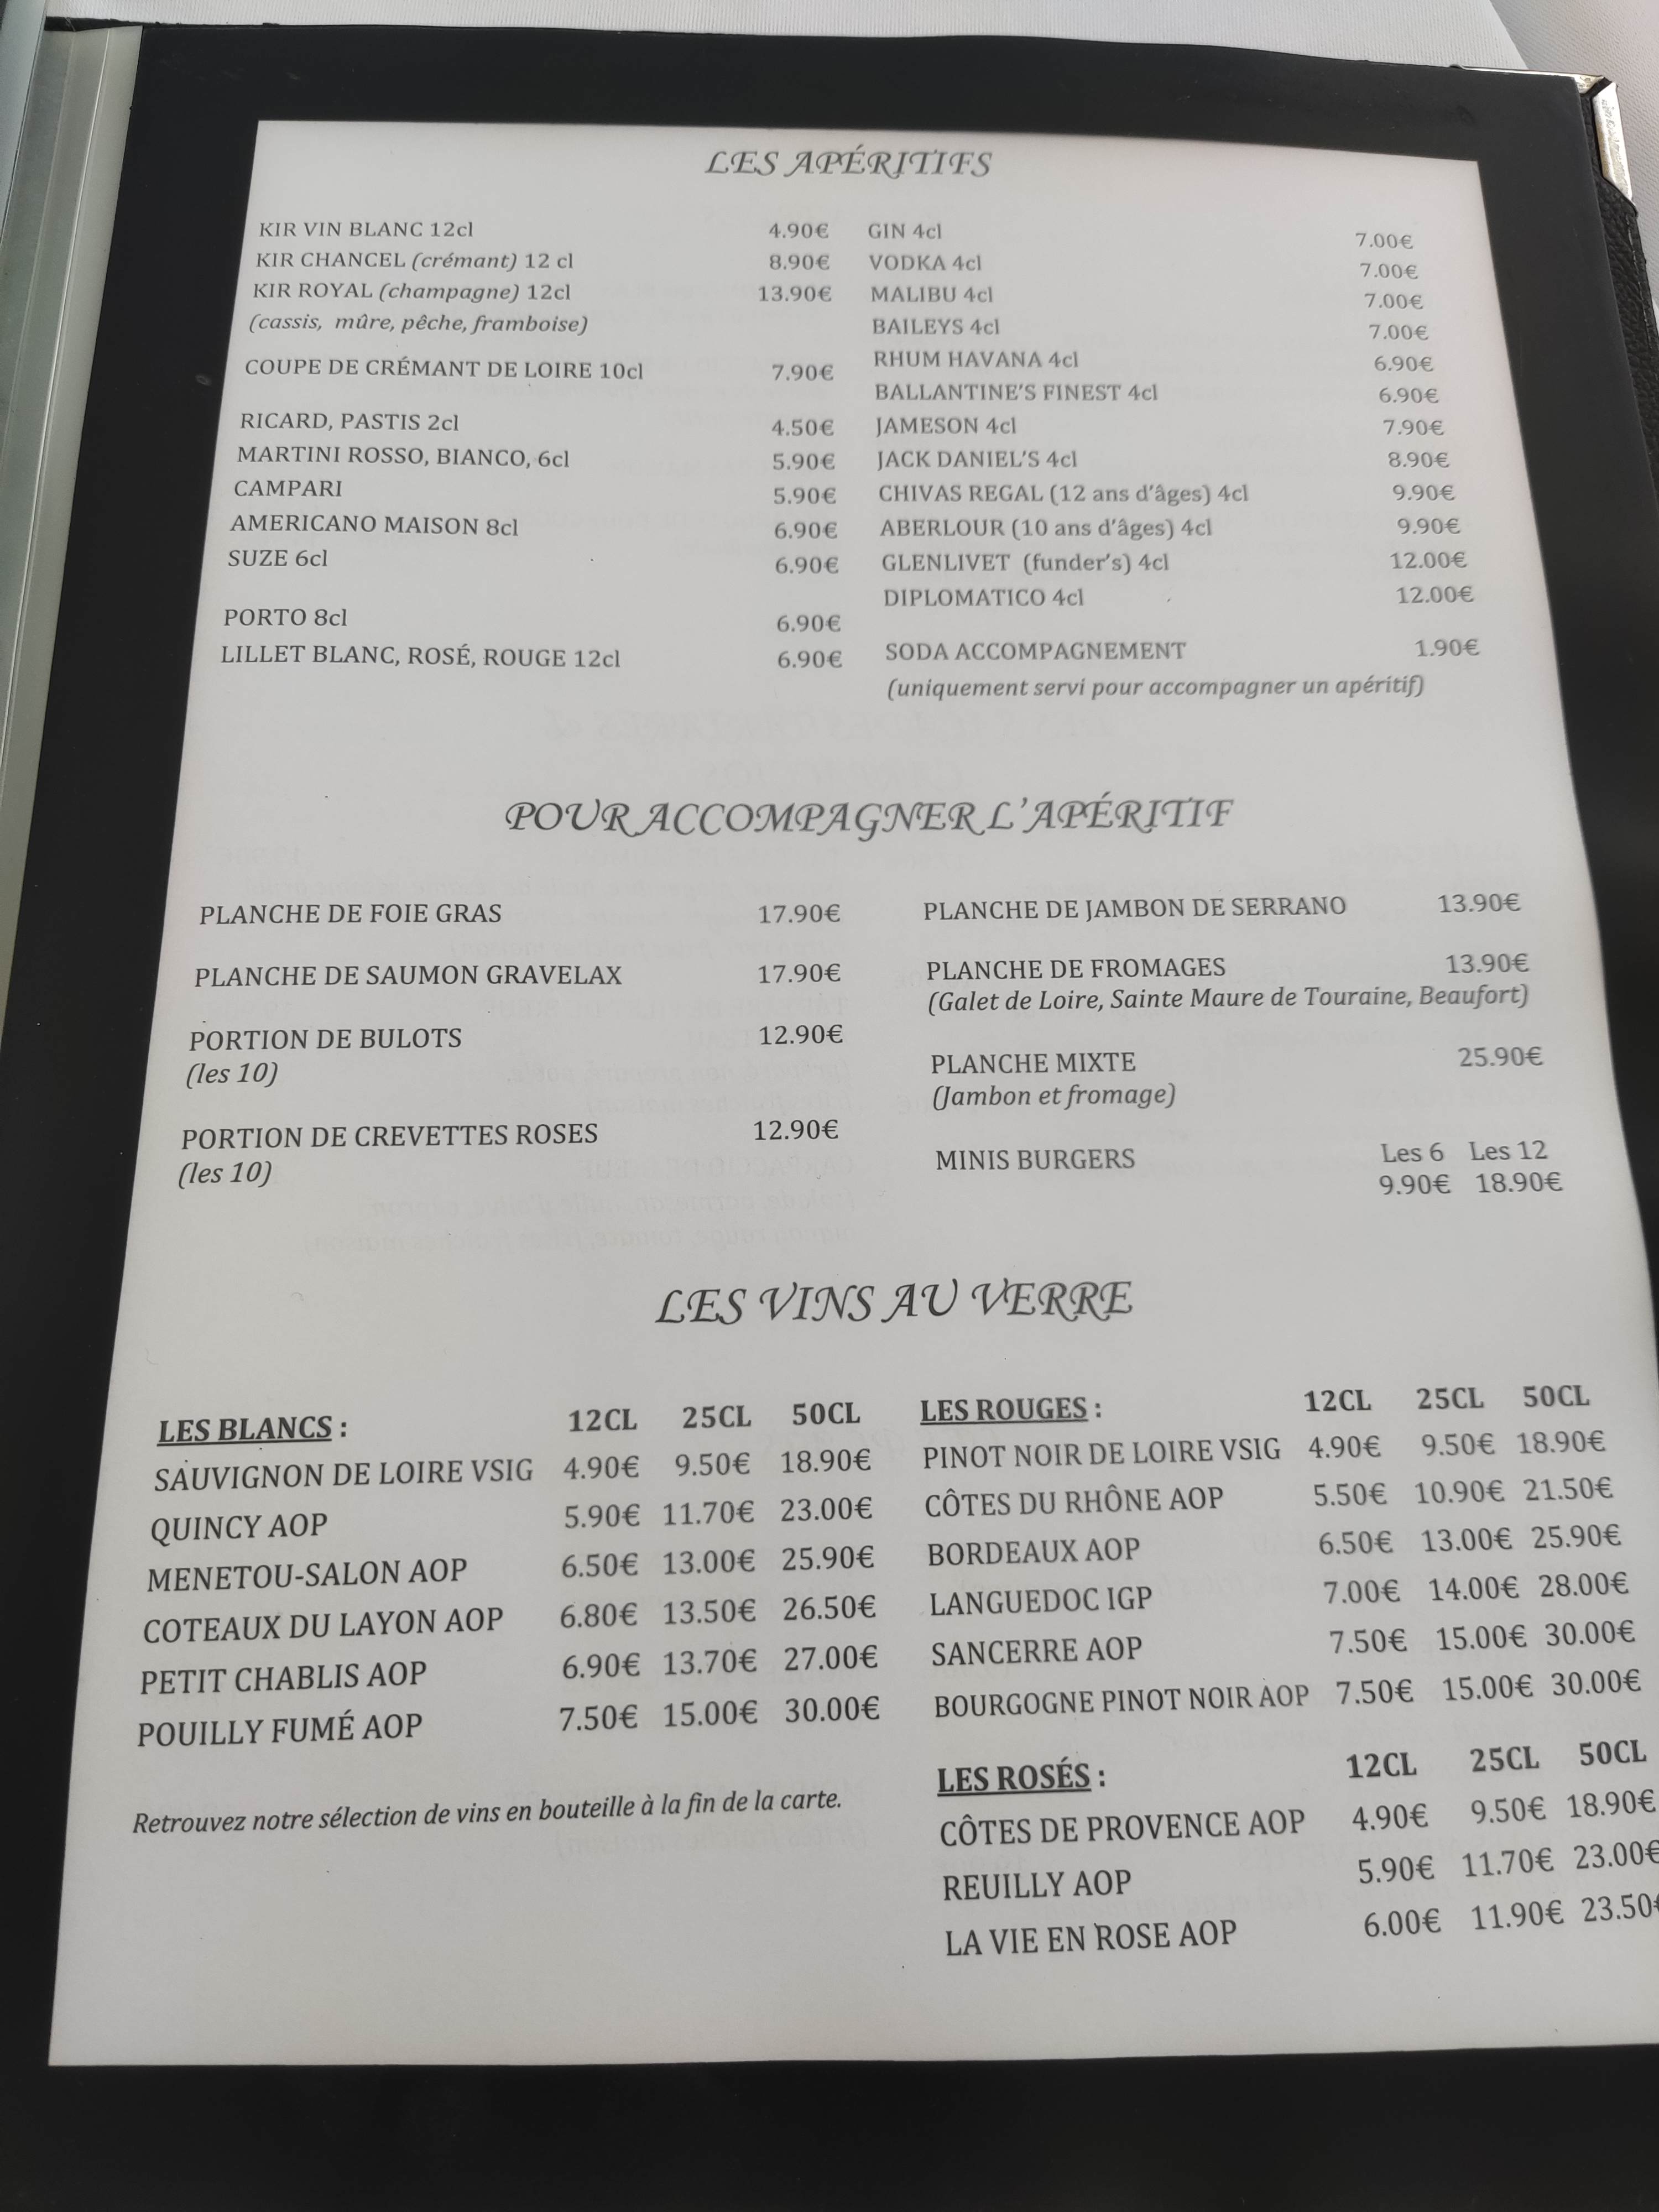 LES APÉRITIFS
KIR VIN BLANC 12cl 4.90€
KIR CHANCEL (crémant) 12 cl 8.90€
KIR ROYAL (champagne) 12cl 13.90€
(cassis, mûre, pêche, framboise)
COUPE DE CRÉMANT DE LOIRE 10cl 7.90€
RICARD, PASTIS 2cl 4.50€
MARTINI ROSSO, BIANCO, 6cl 5.90€
CAMPARI 5.90€
AMERICANO MAISON 8cl 6.90€
SUZE 6cl 6.90€
PORTO 8cl 6.90€
LILLET BLANC, ROSÉ, ROUGE 12cl 6.90€
GIN 4cl 7.00€
VODKA 4cl 7.00€
MALIBU 4cl 7.00€
BAILEYS 4cl 7.00€
RHUM HAVANA 4cl 6.90€
BALLANTINE'S FINEST 4cl 6.90€
JAMESON 4cl 7.90€
JACK DANIEL'S 4cl 8.90€
CHIVAS REGAL (12 ans d'âges) 4cl 9.90€
ABERLOUR (10 ans d'âges) 4cl 9.90€
GLENLIVET (funder's) 4cl 12.00€
DIPLOMATICO 4cl 12.00€
SODA ACCOMPAGNEMENT 1.90€
(uniquement servi pour accompagner un apéritif)
POUR ACCOMPAGNER L'APÉRITIF
PLANCHE DE FOIE GRAS 17.90€
PLANCHE DE SAUMON GRAVELAX 17.90€
PORTION DE BULOTS 12.90€
(les 10)
PORTION DE CREVETTES ROSES 12.90€
(les 10)
PLANCHE DE JAMBON DE SERRANO 13.90€
PLANCHE DE FROMAGES 13.90€
(Galet de Loire, Sainte Maure de Touraine, Beaufort)
PLANCHE MIXTE 25.90€
(Jambon et fromage)
MINIS BURGERS Les 6 Les 12
9.90€ 18.90€
LES VINS AU VERRE
LES BLANCS : 12CL 25CL 50CL
SAUVIGNON DE LOIRE VSIG 4.90€ 9.50€ 18.90€
QUINCY AOP 5.90€ 11.70€ 23.00€
MENETOU-SALON AOP 6.50€ 13.00€ 25.90€
COTEAUX DU LAYON AOP 6.80€ 13.50€ 26.50€
PETIT CHABLIS AOP 6.90€ 13.70€ 27.00€
POUILLY FUMÉ AOP 7.50€ 15.00€ 30.00€
Retrouvez notre sélection de vins en bouteille à la fin de la carte.
LES ROUGES : 12CL 25CL 50CL
PINOT NOIR DE LOIRE VSIG 4.90€ 9.50€ 18.90€
CÔTES DU RHÔNE AOP 5.50€ 10.90€ 21.50€
BORDEAUX AOP 6.50€ 13.00€ 25.90€
LANGUEDOC IGP 7.00€ 14.00€ 28.00€
SANCERRE AOP 7.50€ 15.00€ 30.00€
BOURGOGNE PINOT NOIR AOP 7.50€ 15.00€ 30.00€
LES ROSÉS : 12CL 25CL 50CL
CÔTES DE PROVENCE AOP 4.90€ 9.50€ 18.90€
REUILLY AOP 5.90€ 11.70€ 23.00€
LA VIE EN ROSE AOP 6.00€ 11.90€ 23.50€